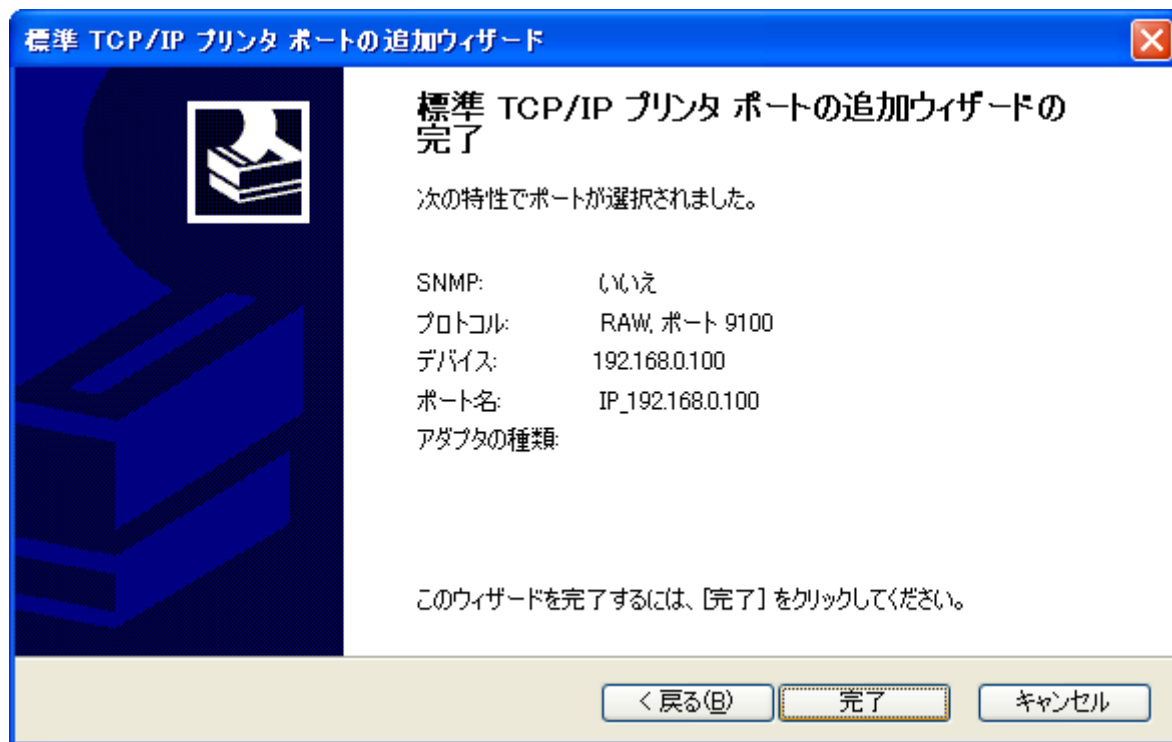 標準 TCP/IP プリンタ ポートの追加ウィザード
標準 TCP/IP プリンタ ポートの追加ウィザードの
完了
次の特性でポートが選択されました。
SNMP: いいえ
プロトコル: RAW, ポート 9100
デバイス: 192.168.0.100
ポート名: IP_192.168.0.100
アダプタの種類:
このウィザードを完了するには、[完了] をクリックしてください。
< 戻る(B) 完了 キャンセル